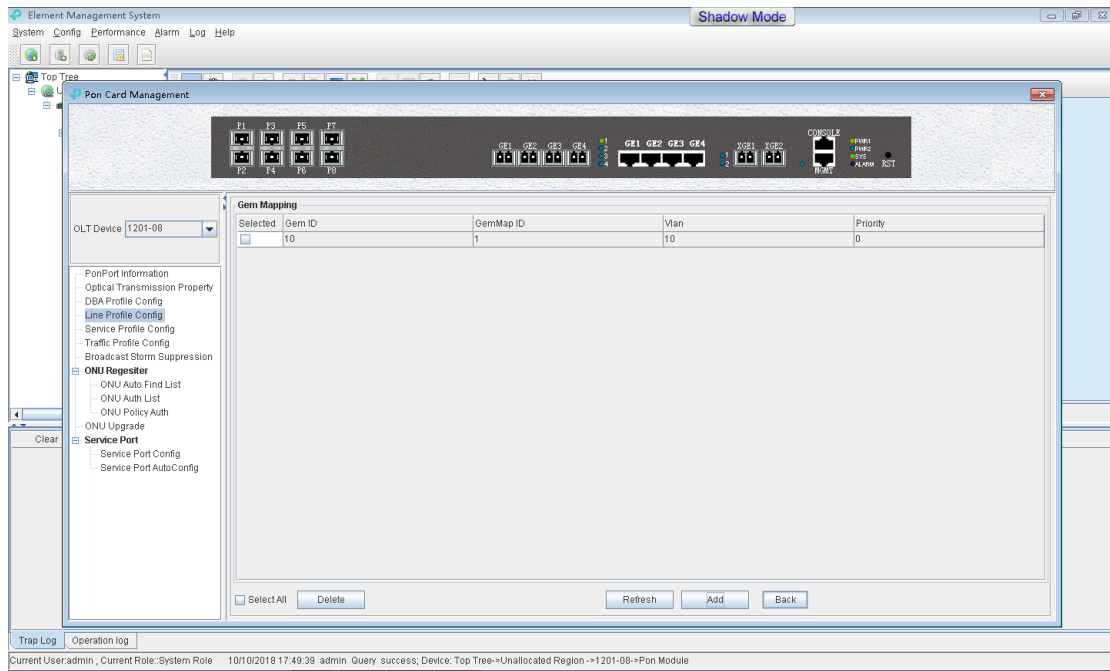 Element Management System
Shadow Mode
System Config Performance Alarm Log Help
Top Tree
Pon Card Management
P1 P3 P5 P7
P2 P4 P6 P8
GE1 GE2 GE3 GE4
1
2
3
4
GE1 GE2 GE3 GE4
1
2
XGE1 XGE2
CONSOLE
MGMT
PWR1
PWR2
SYS
ALARM
RST
OLT Device 1201-08
PonPort Information
Optical Transmission Property
DBA Profile Config
Line Profile Config
Service Profile Config
Traffic Profile Config
Broadcast Storm Suppression
ONU Regesiter
ONU Auto Find List
ONU Auth List
ONU Policy Auth
ONU Upgrade
Service Port
Service Port Config
Service Port AutoConfig
Gem Mapping
Selected Gem ID GemMap ID Vlan Priority
10 1 10 0
Select All Delete Refresh Add Back
Clear
Trap Log Operation log
Current User:admin , Current Role::System Role 10/10/2018 17:49:39 admin Query success; Device: Top Tree->Unallocated Region ->1201-08->Pon Module